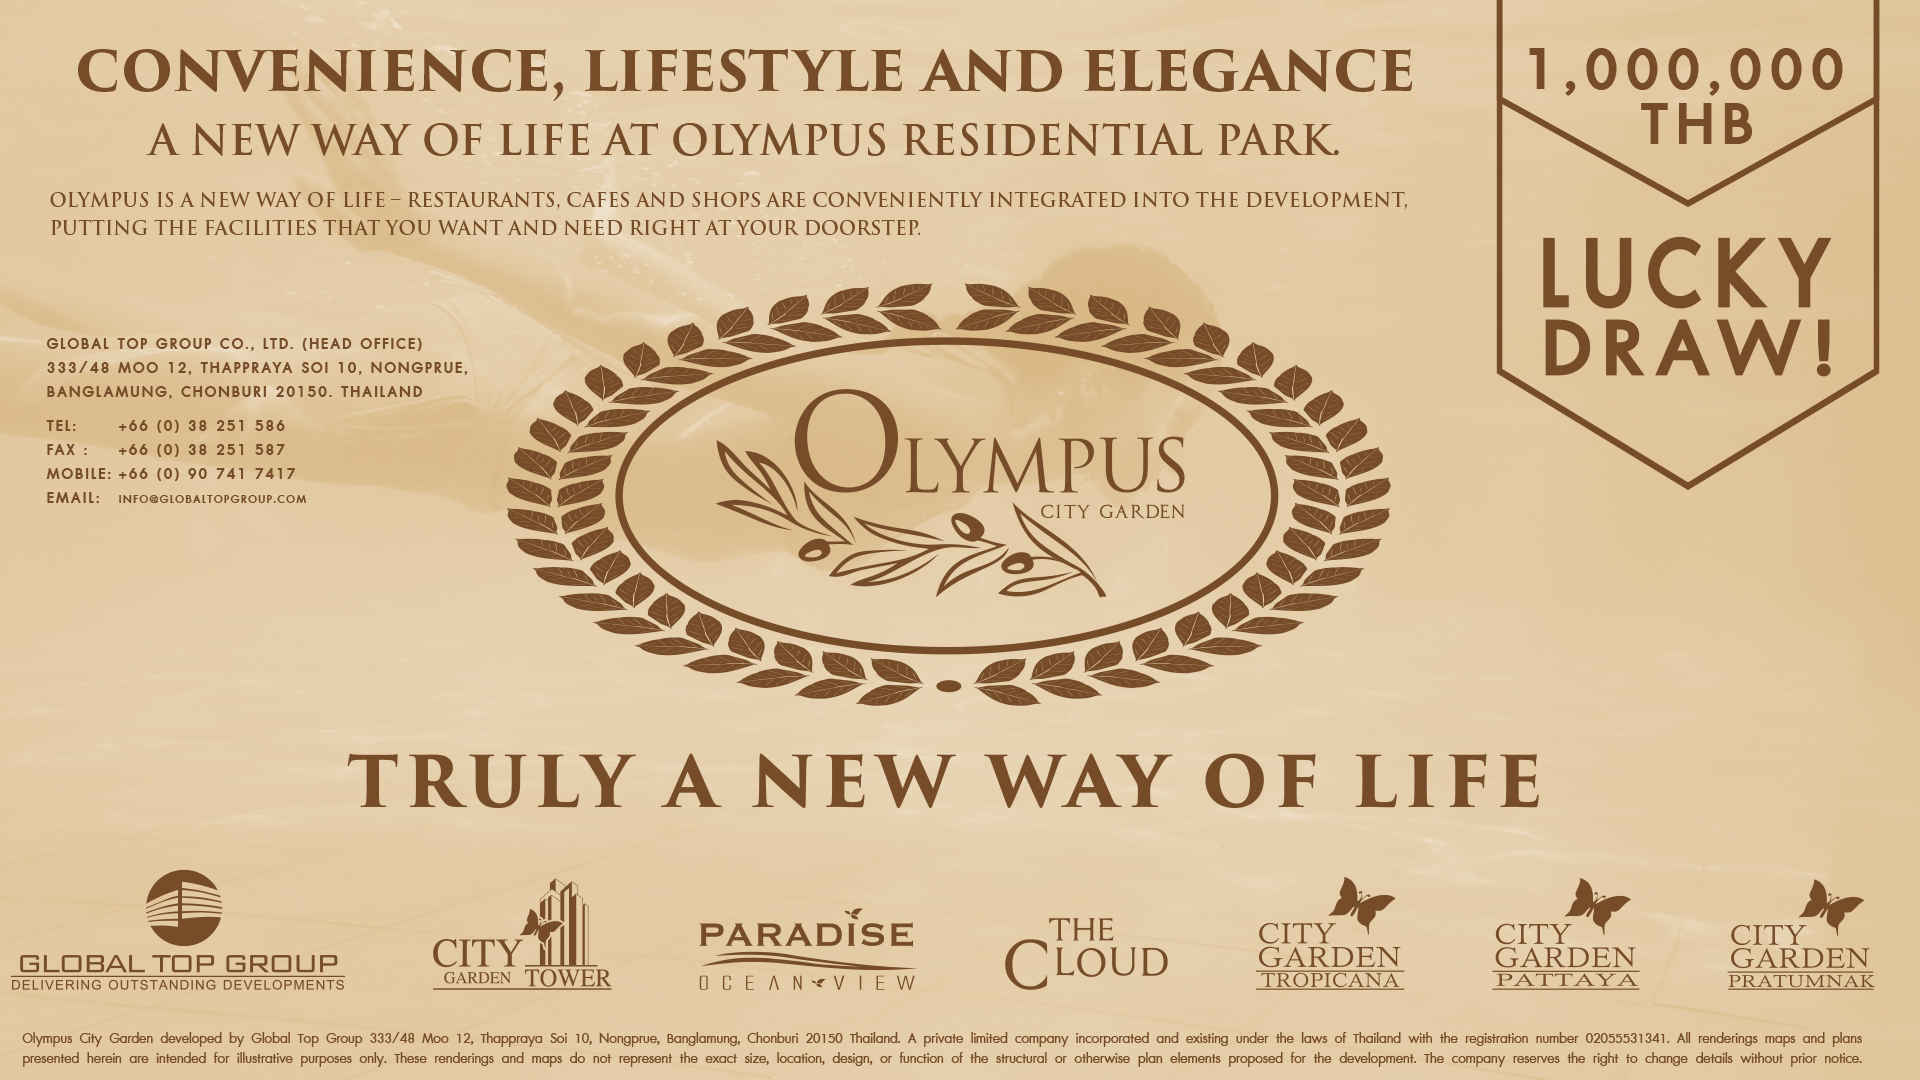 CONVENIENCE, LIFESTYLE AND ELEGANCE
A NEW WAY OF LIFE AT OLYMPUS RESIDENTIAL PARK.
OLYMPUS IS A NEW WAY OF LIFE – RESTAURANTS, CAFES AND SHOPS ARE CONVENIENTLY INTEGRATED INTO THE DEVELOPMENT,
PUTTING THE FACILITIES THAT YOU WANT AND NEED RIGHT AT YOUR DOORSTEP.
1,000,000
THB
LUCKY
DRAW!
GLOBAL TOP GROUP CO., LTD. (HEAD OFFICE)
333/48 MOO 12, THAPPRAYA SOI 10, NONGPRUE,
BANGLAMUNG, CHONBURI 20150. THAILAND
TEL: +66 (0) 38 251 586
FAX : +66 (0) 38 251 587
MOBILE: +66 (0) 90 741 7417
EMAIL: INFO@GLOBALTOPGROUP.COM
OLYMPUS
CITY GARDEN
TRULY A NEW WAY OF LIFE
GLOBAL TOP GROUP
DELIVERING OUTSTANDING DEVELOPMENTS
CITY
GARDEN TOWER
PARADISE
OCEAN VIEW
THE
CLOUD
CITY
GARDEN
TROPICANA
CITY
GARDEN
PATTAYA
CITY
GARDEN
PRATUMNAK
Olympus City Garden developed by Global Top Group 333/48 Moo 12, Thappraya Soi 10, Nongprue, Banglamung, Chonburi 20150 Thailand. A private limited company incorporated and existing under the laws of Thailand with the registration number 02055531341. All renderings maps and plans
presented herein are intended for illustrative purposes only. These renderings and maps do not represent the exact size, location, design, or function of the structural or otherwise plan elements proposed for the development. The company reserves the right to change details without prior notice.